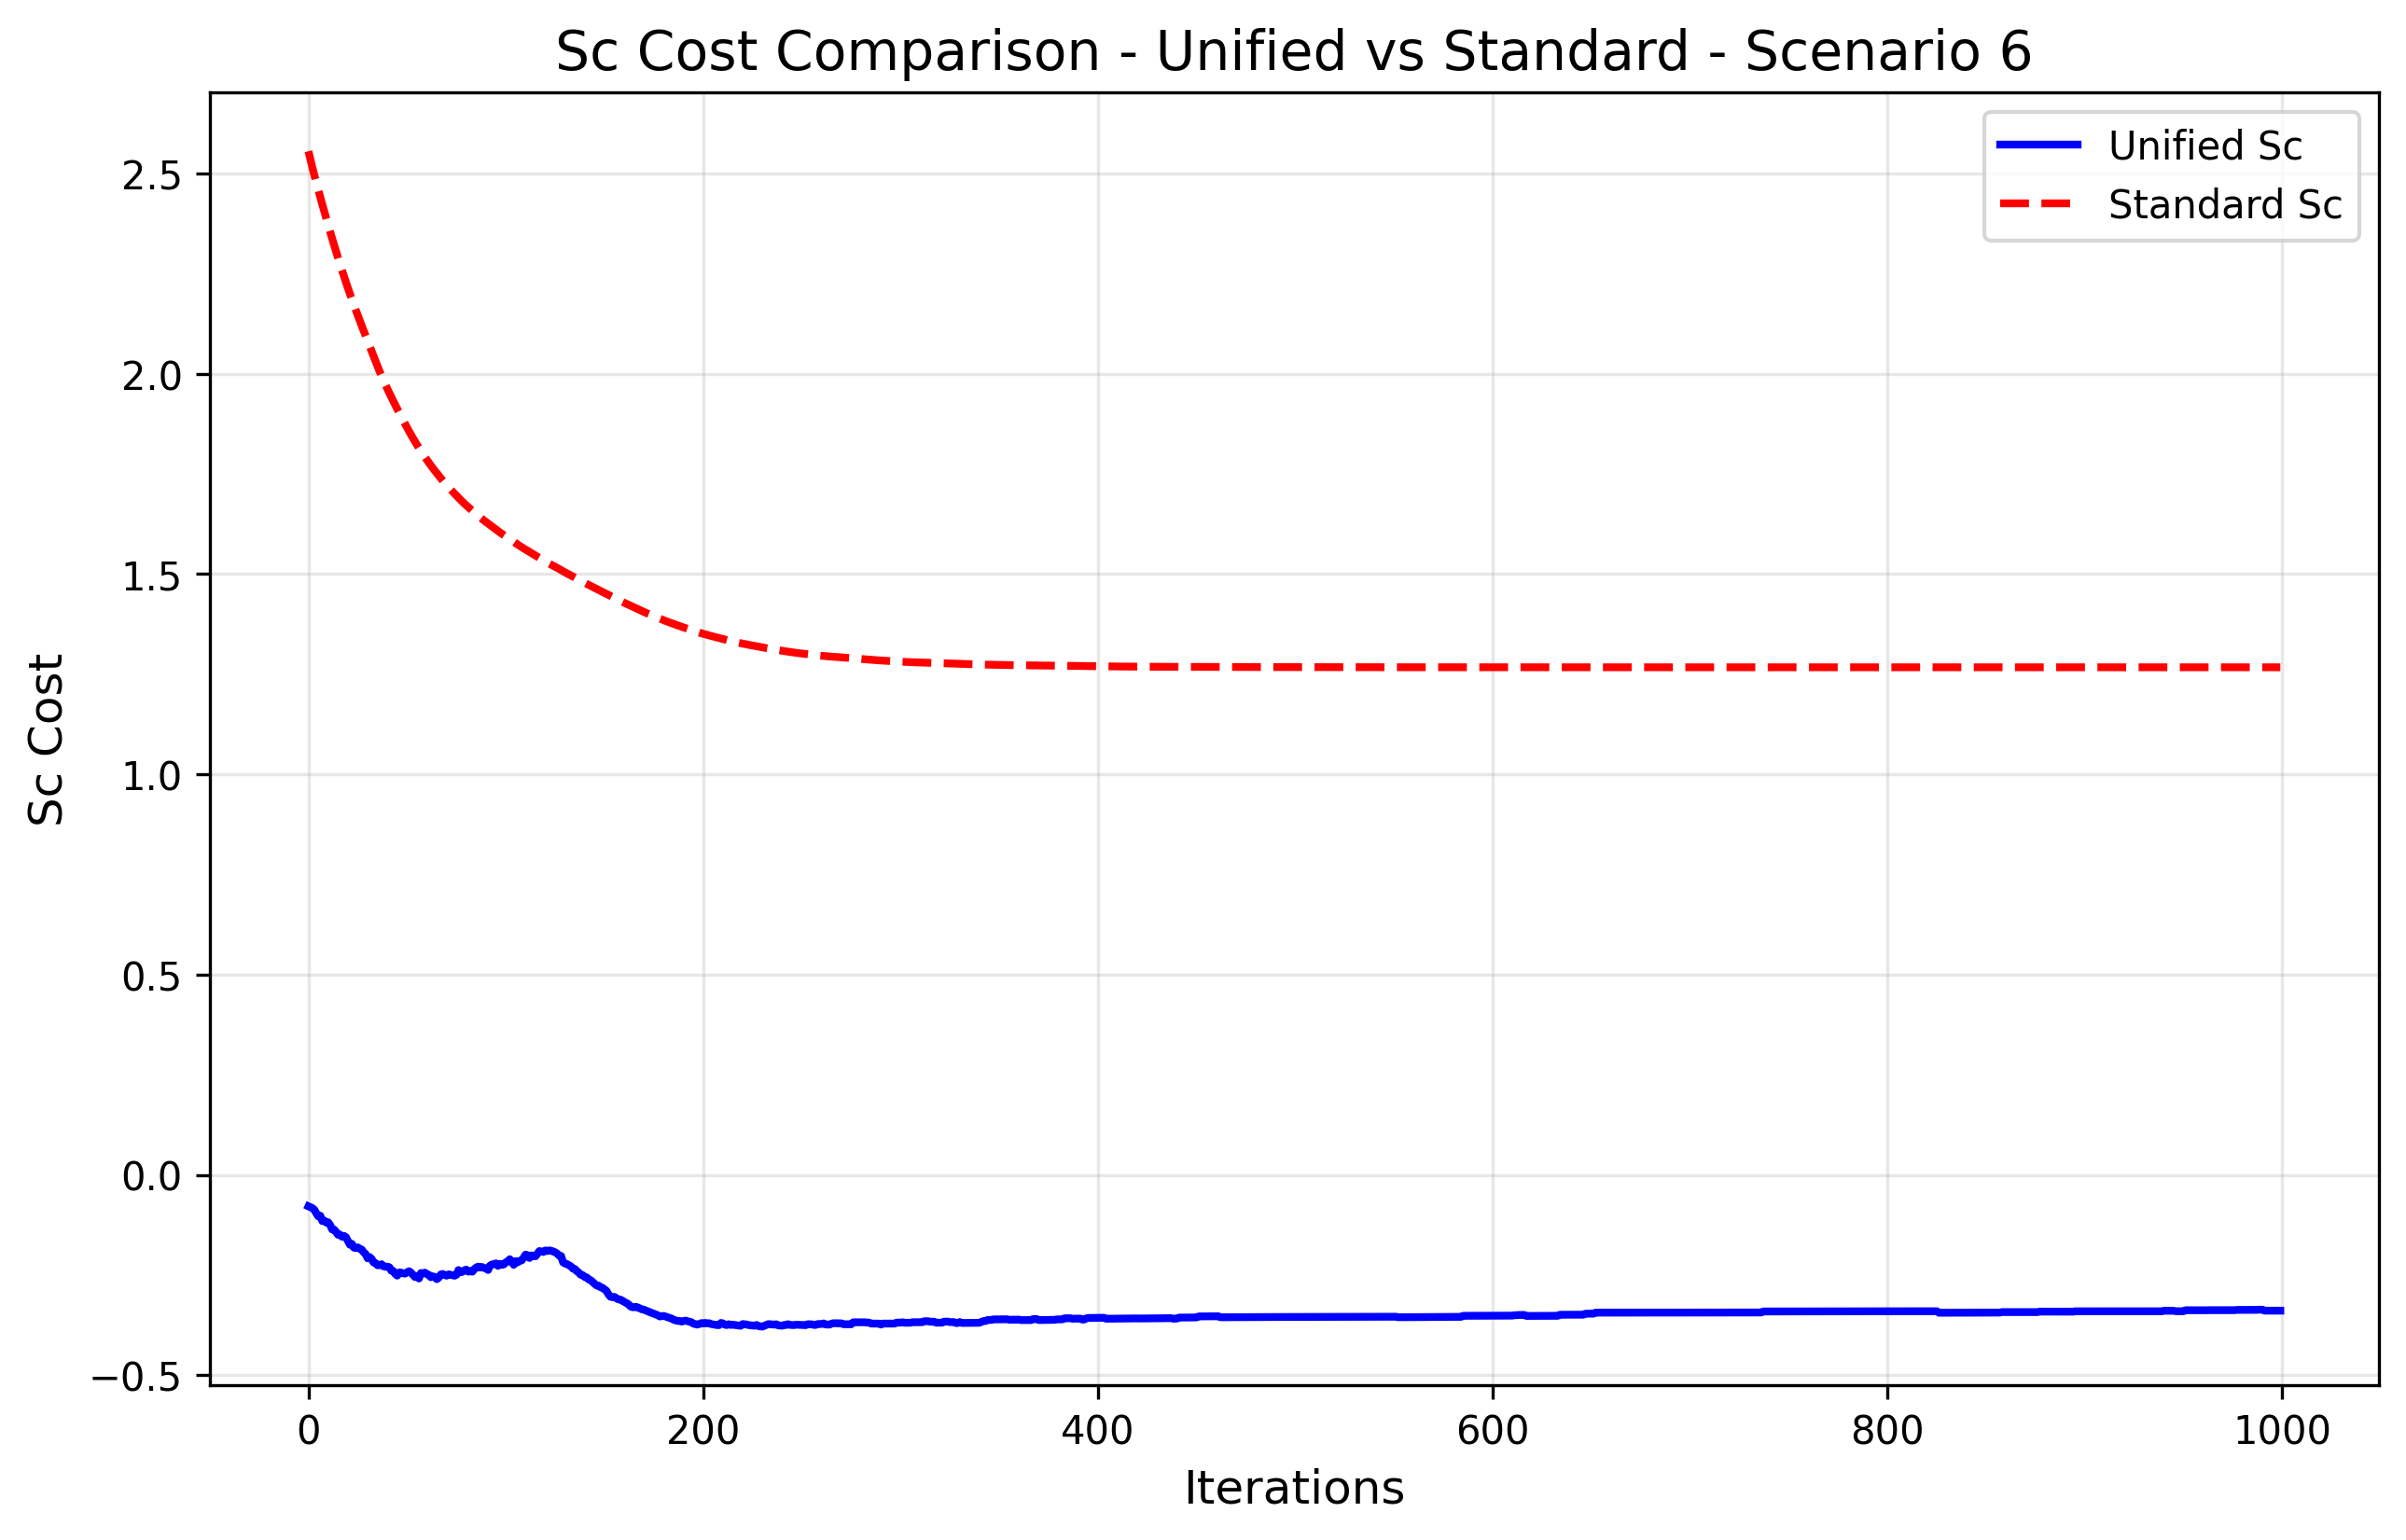 Sc Cost Comparison - Unified vs Standard - Scenario 6
Unified Sc
Standard Sc
2.5
2.0
1.5
1.0
0.5
0.0
−0.5
Sc Cost
0 200 400 600 800 1000
Iterations